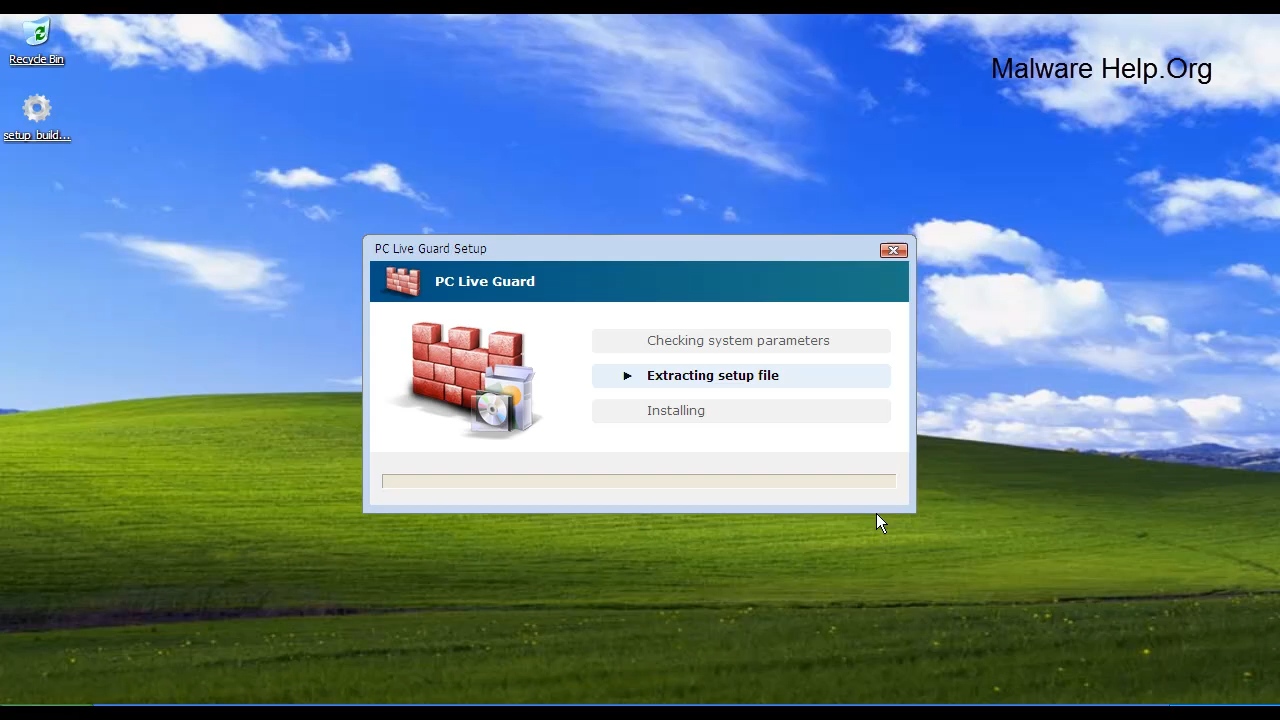 Recycle Bin
setup_build...
Malware Help.Org
PC Live Guard Setup
PC Live Guard
Checking system parameters
Extracting setup file
Installing